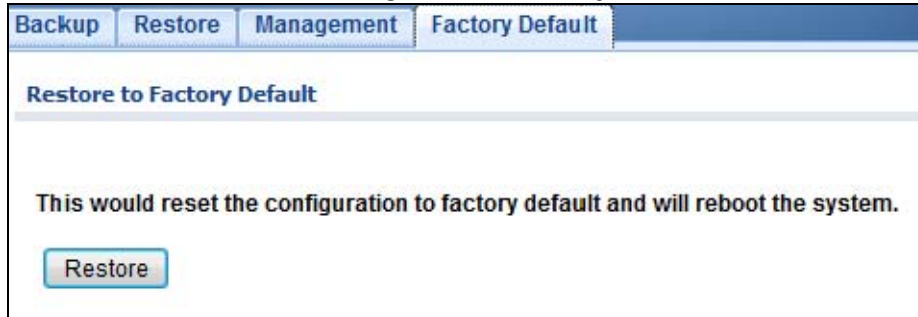 Backup Restore Management Factory Default
Restore to Factory Default
This would reset the configuration to factory default and will reboot the system.
Restore